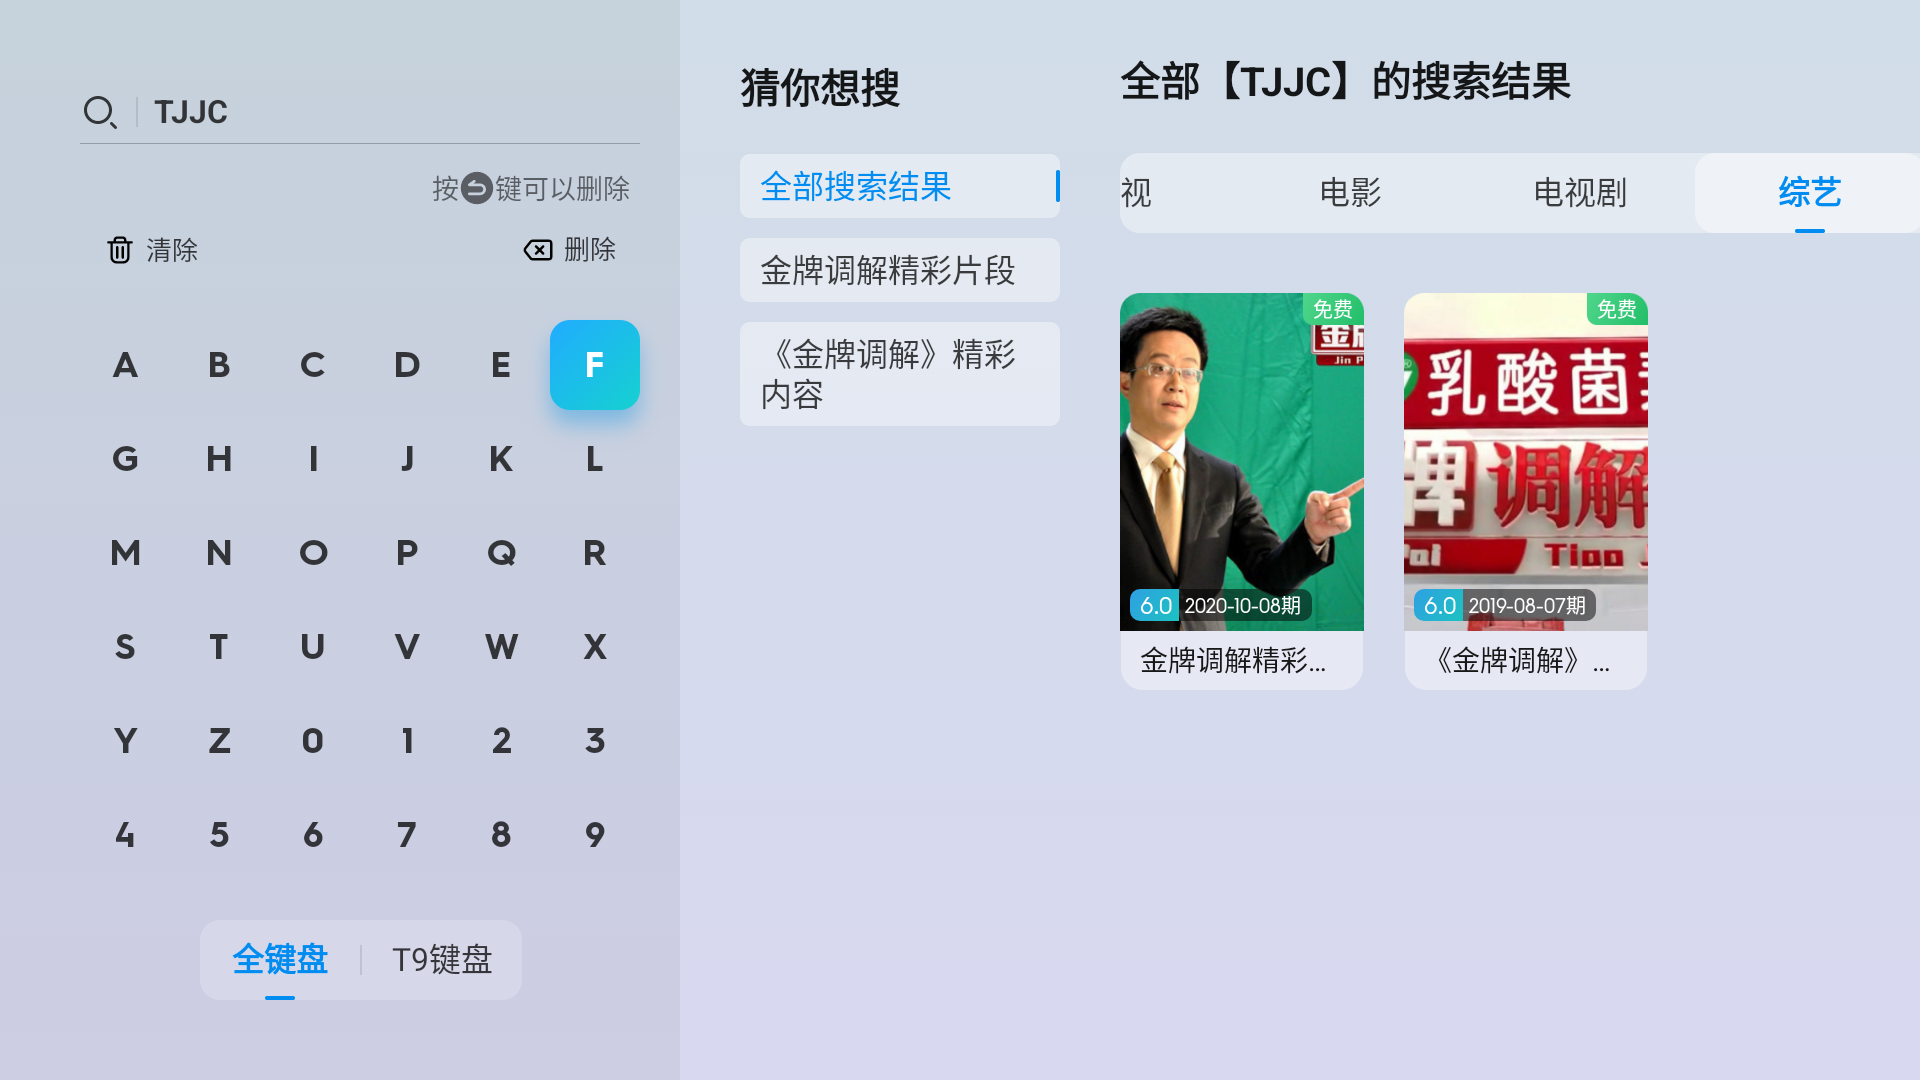 TJJC
按键可以删除
清除
删除
A B C D E F
G H I J K L
M N O P Q R
S T U V W X
Y Z 0 1 2 3
4 5 6 7 8 9
全键盘
T9键盘
猜你想搜
全部搜索结果
金牌调解精彩片段
《金牌调解》精彩
内容
全部【TJJC】的搜索结果
视
电影
电视剧
综艺
免费
Jin P
6.0 2020-10-08期
金牌调解精彩...
免费
乳酸菌
牌调解
Pai Tiao J
6.0 2019-08-07期
《金牌调解》...